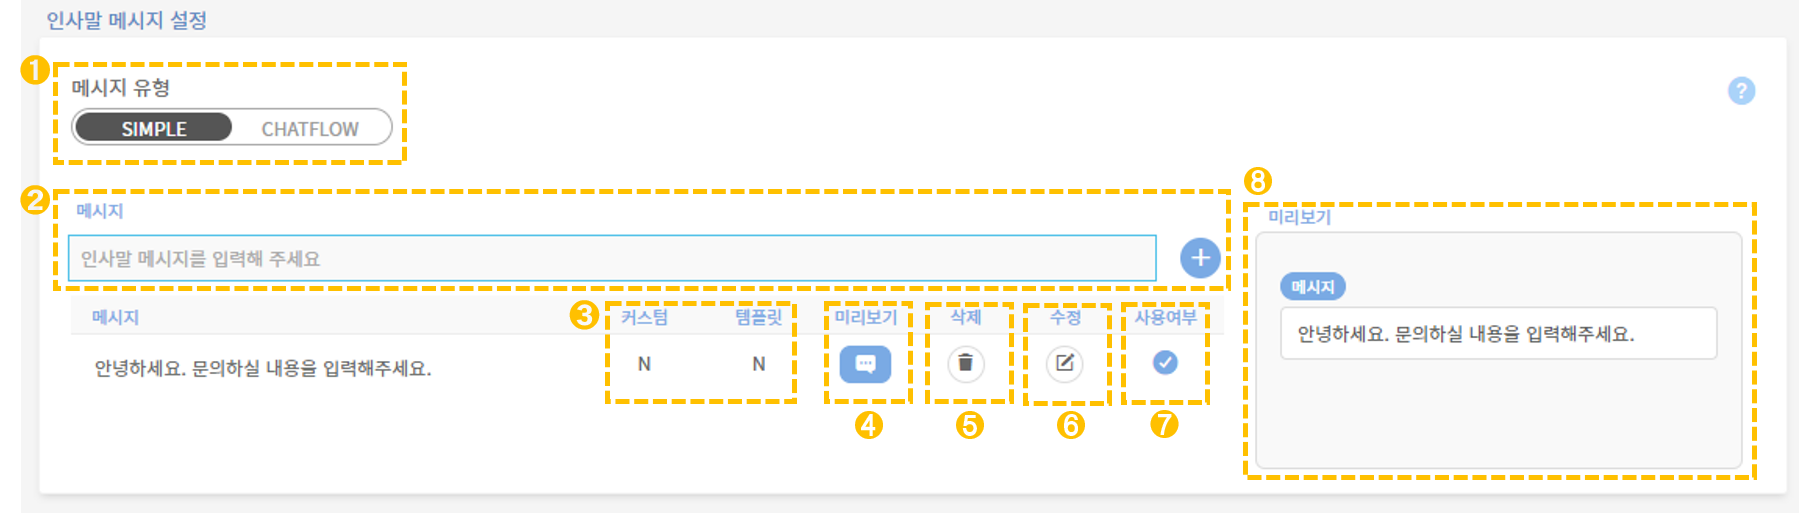 인사말 메시지 설정
1
메시지 유형
SIMPLE CHATFLOW
?
2
메시지
인사말 메시지를 입력해 주세요
+
3
메시지 커스텀 템플릿 미리보기 삭제 수정 사용여부
안녕하세요. 문의하실 내용을 입력해주세요. N N
4 5 6 7
8
미리보기
메시지
안녕하세요. 문의하실 내용을 입력해주세요.